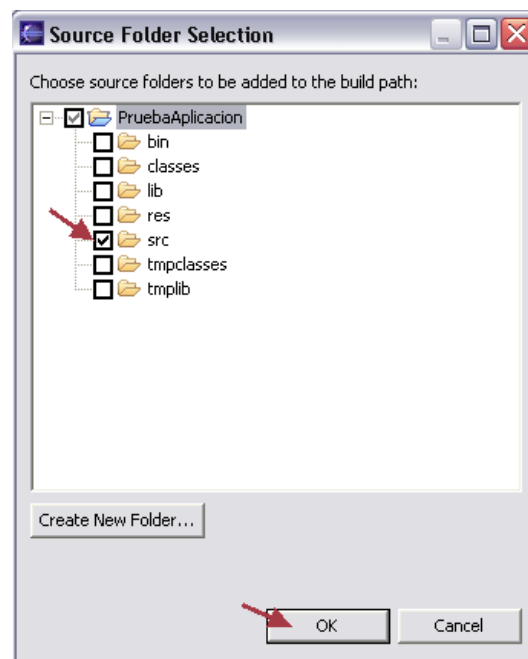 Source Folder Selection
Choose source folders to be added to the build path:
PruebaAplicacion
bin
classes
lib
res
src
tmpclasses
tmplib
Create New Folder...
OK
Cancel